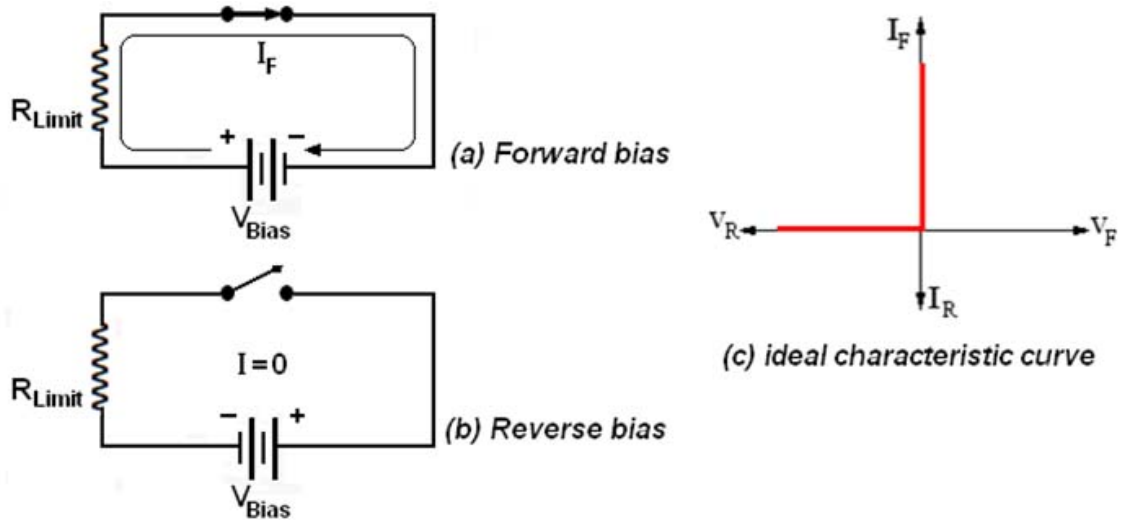 I_F
R_Limit
+ −
V_Bias
(a) Forward bias
I = 0
R_Limit
− +
V_Bias
(b) Reverse bias
I_F
V_R
V_F
I_R
(c) ideal characteristic curve